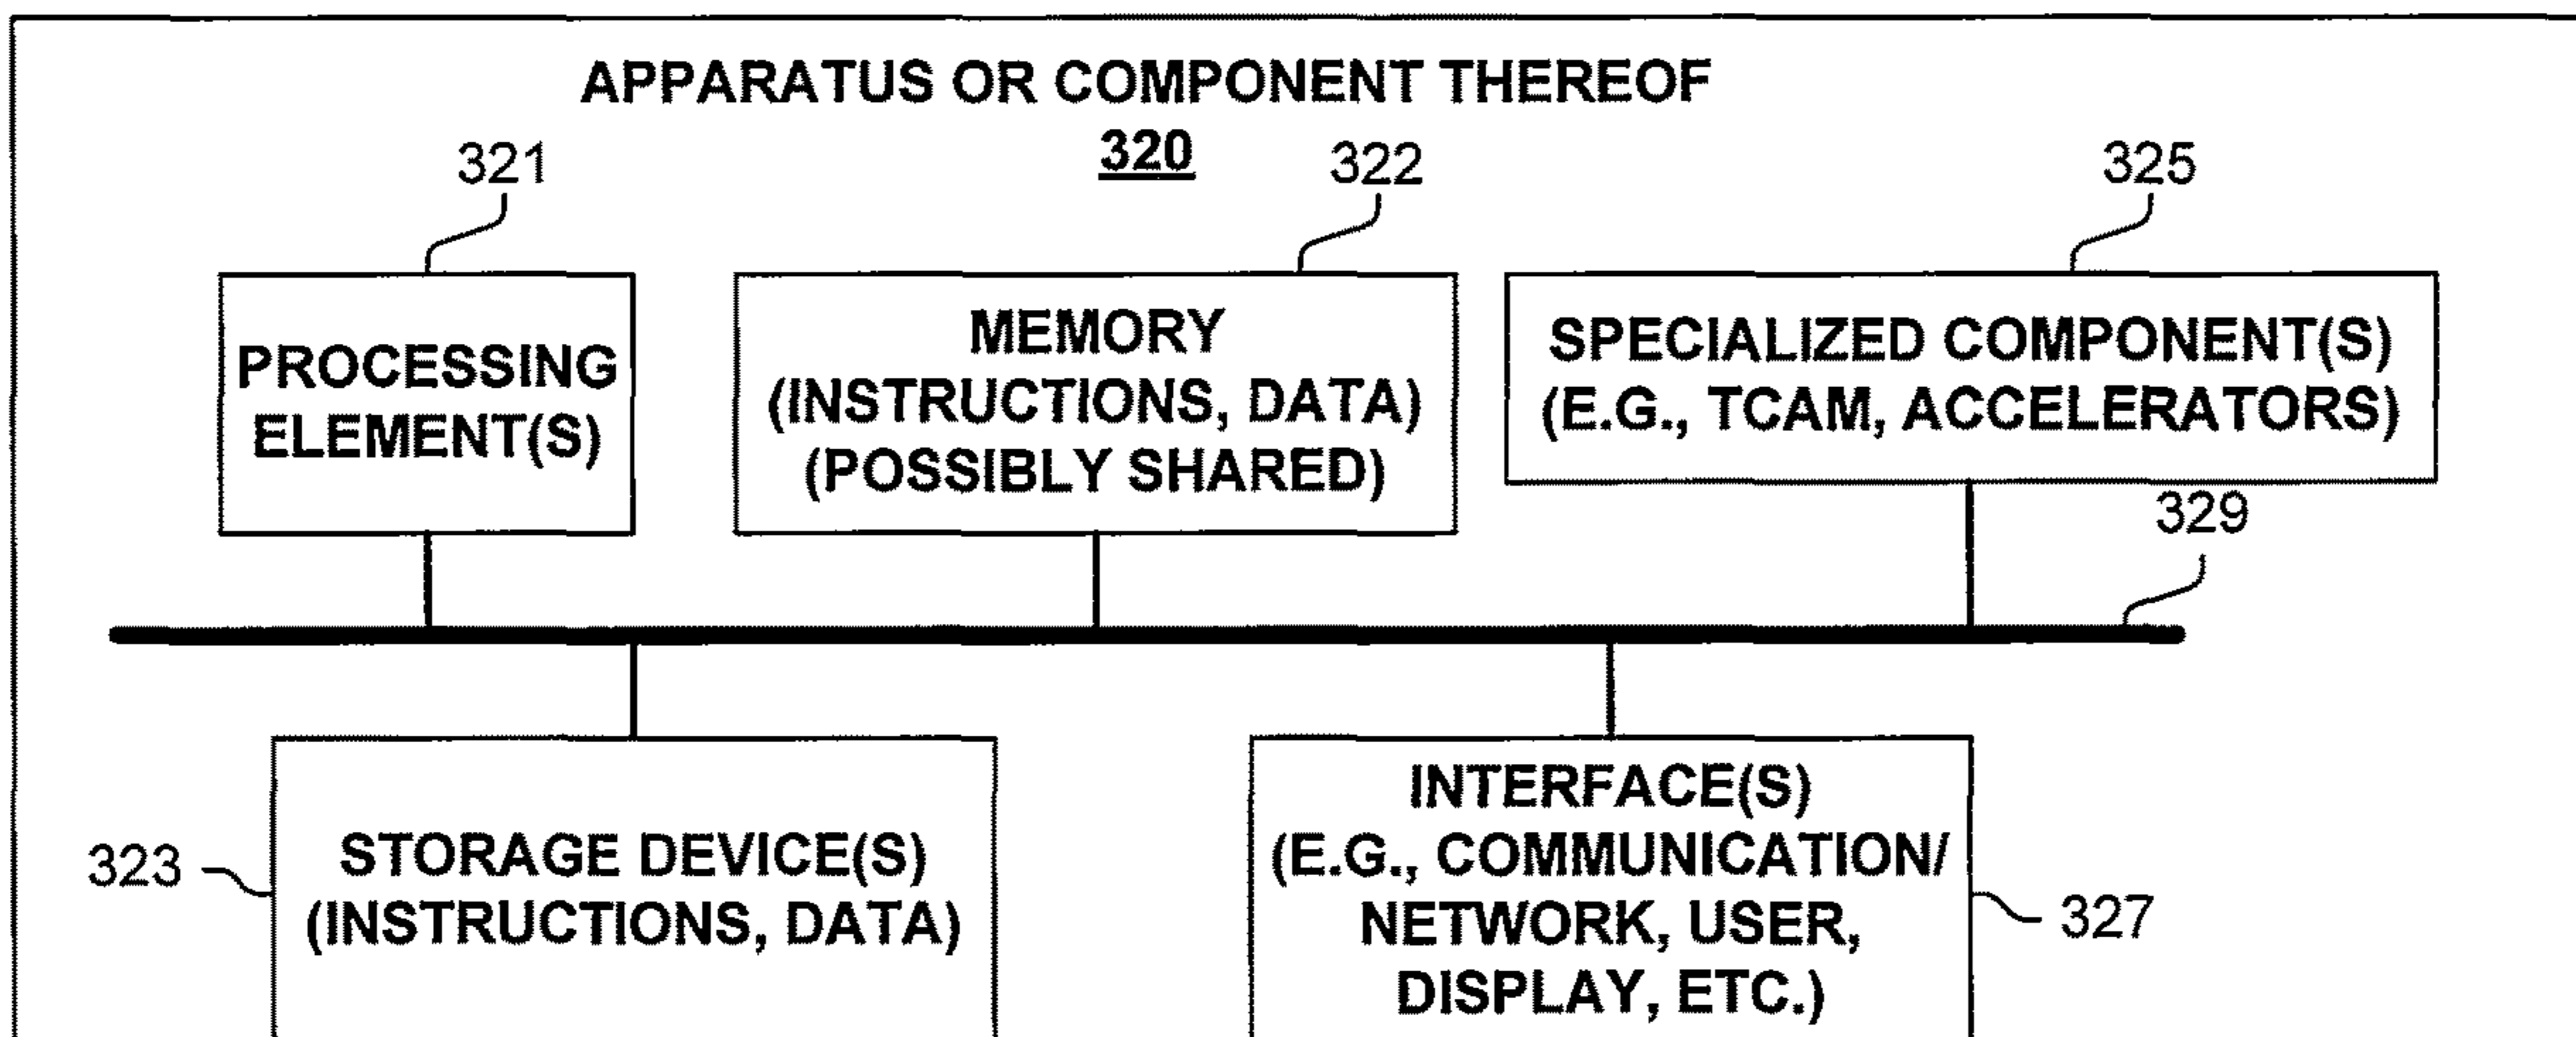 APPARATUS OR COMPONENT THEREOF
320
321
322
325
PROCESSING
ELEMENT(S)
MEMORY
(INSTRUCTIONS, DATA)
(POSSIBLY SHARED)
SPECIALIZED COMPONENT(S)
(E.G., TCAM, ACCELERATORS)
329
323
STORAGE DEVICE(S)
(INSTRUCTIONS, DATA)
INTERFACE(S)
(E.G., COMMUNICATION/
NETWORK, USER,
DISPLAY, ETC.)
327